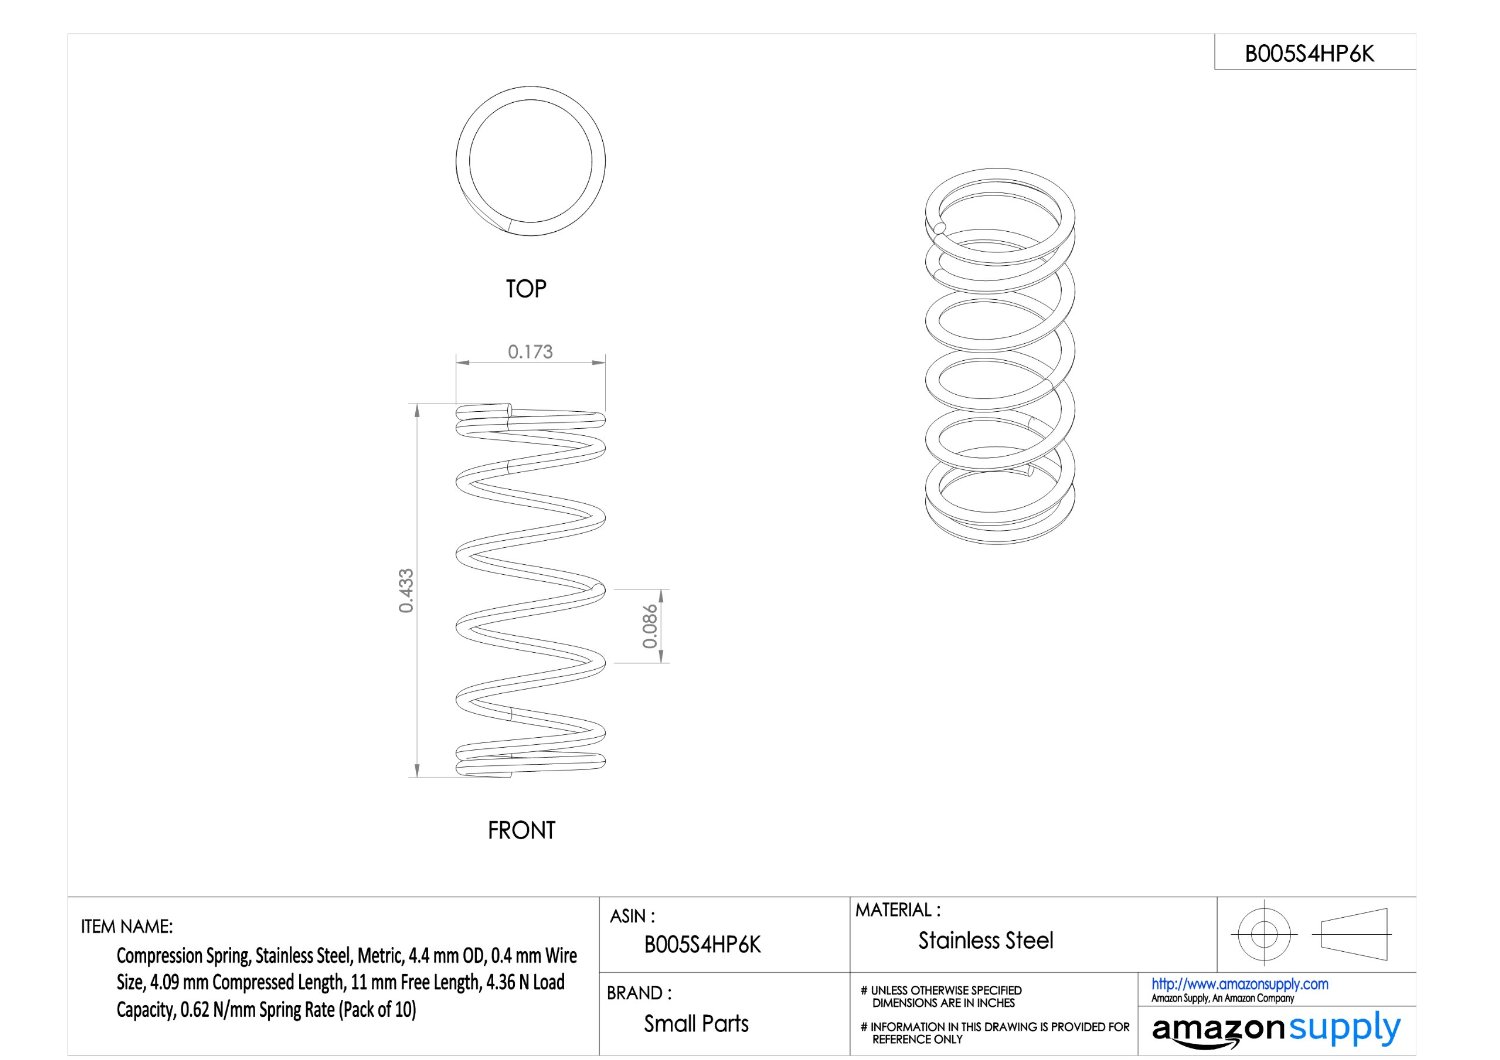 B005S4HP6K
TOP
0.173
0.433
0.086
FRONT
ITEM NAME:
Compression Spring, Stainless Steel, Metric, 4.4 mm OD, 0.4 mm Wire
Size, 4.09 mm Compressed Length, 11 mm Free Length, 4.36 N Load
Capacity, 0.62 N/mm Spring Rate (Pack of 10)
ASIN :
B005S4HP6K
BRAND :
Small Parts
MATERIAL :
Stainless Steel
# UNLESS OTHERWISE SPECIFIED
DIMENSIONS ARE IN INCHES
# INFORMATION IN THIS DRAWING IS PROVIDED FOR
REFERENCE ONLY
http://www.amazonsupply.com
Amazon Supply, An Amazon Company
amazonsupply